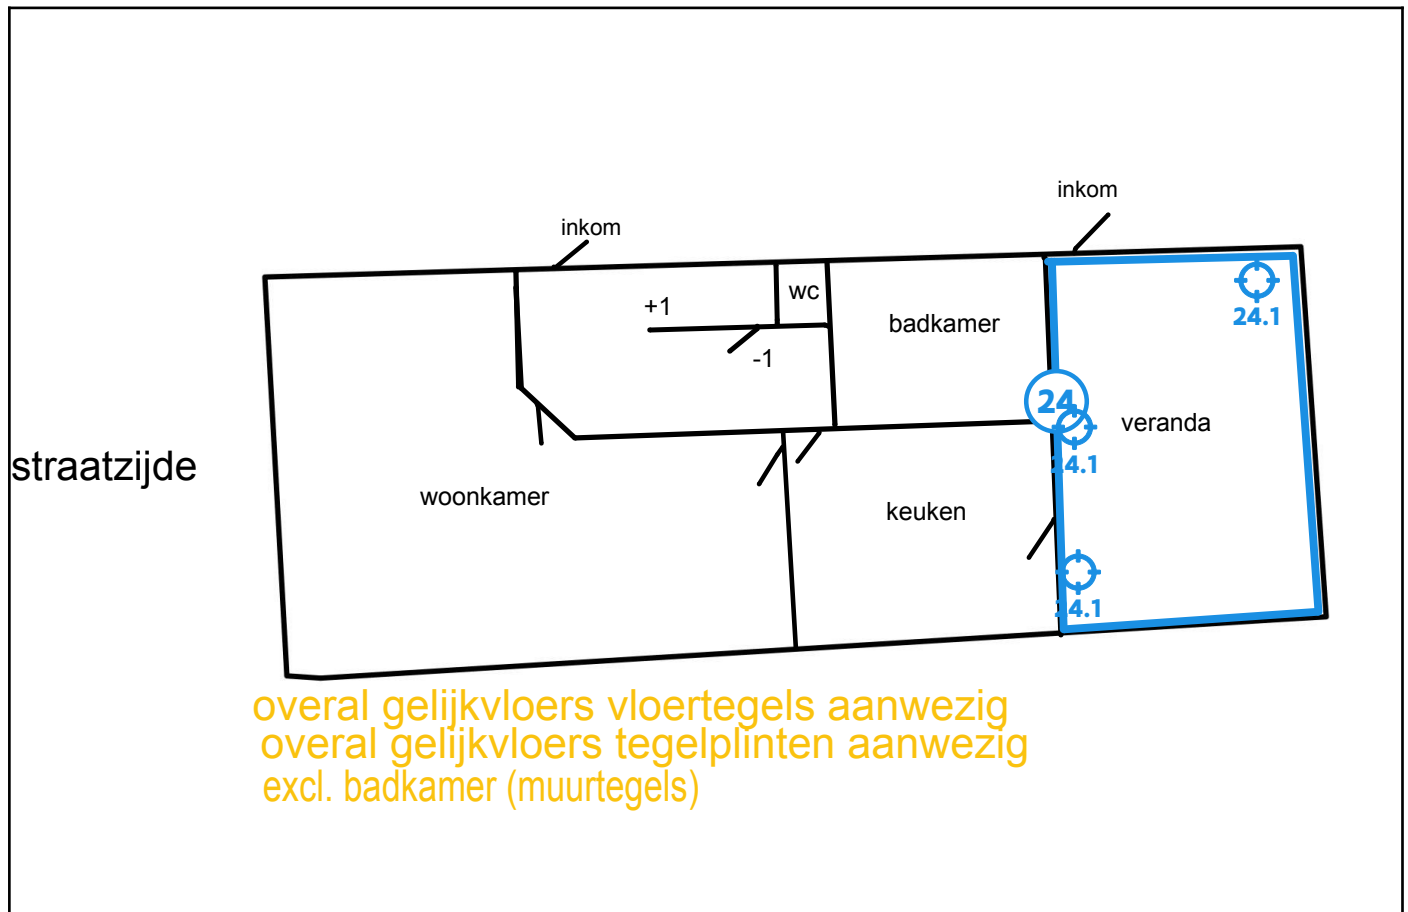 inkom
inkom
+1
wc
24.1
badkamer
-1
24
veranda
24.1
straatzijde
woonkamer
keuken
24.1
overal gelijkvloers vloertegels aanwezig
overal gelijkvloers tegelplinten aanwezig
excl. badkamer (muurtegels)